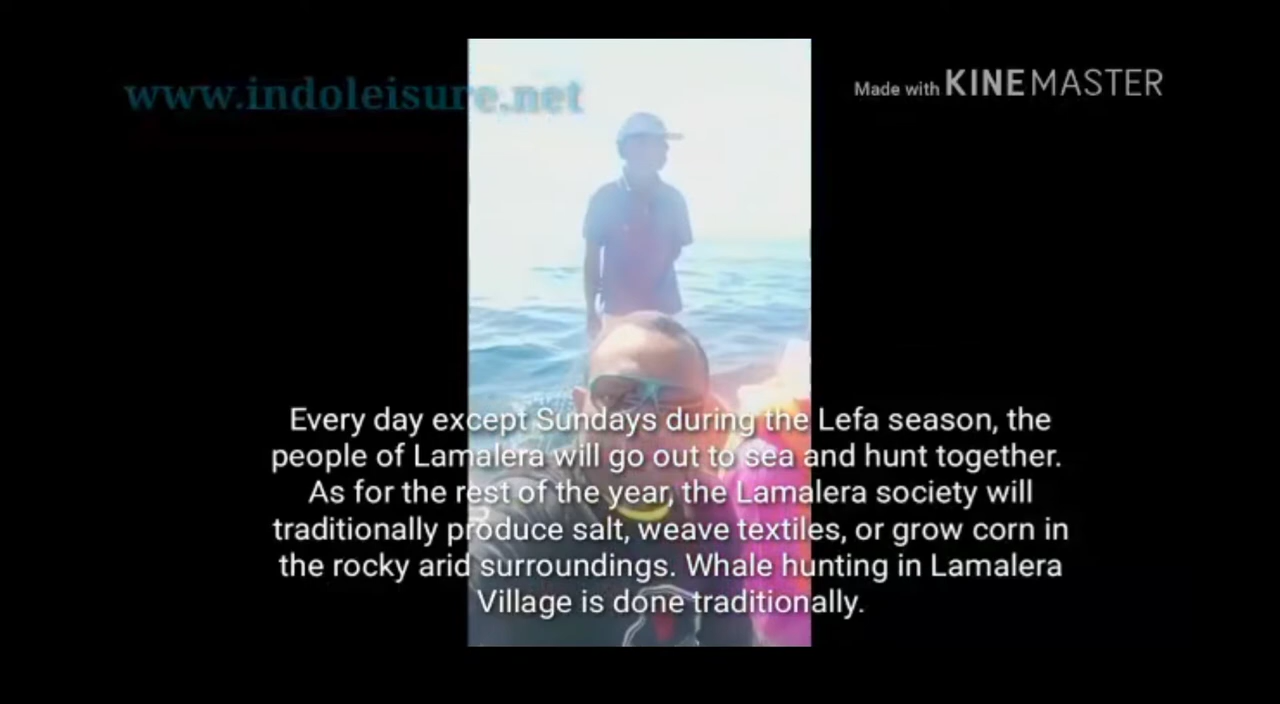 www.indoleisure.net
Made with KINEMASTER
Every day except Sundays during the Lefa season, the
people of Lamalera will go out to sea and hunt together.
As for the rest of the year, the Lamalera society will
traditionally produce salt, weave textiles, or grow corn in
the rocky arid surroundings. Whale hunting in Lamalera
Village is done traditionally.